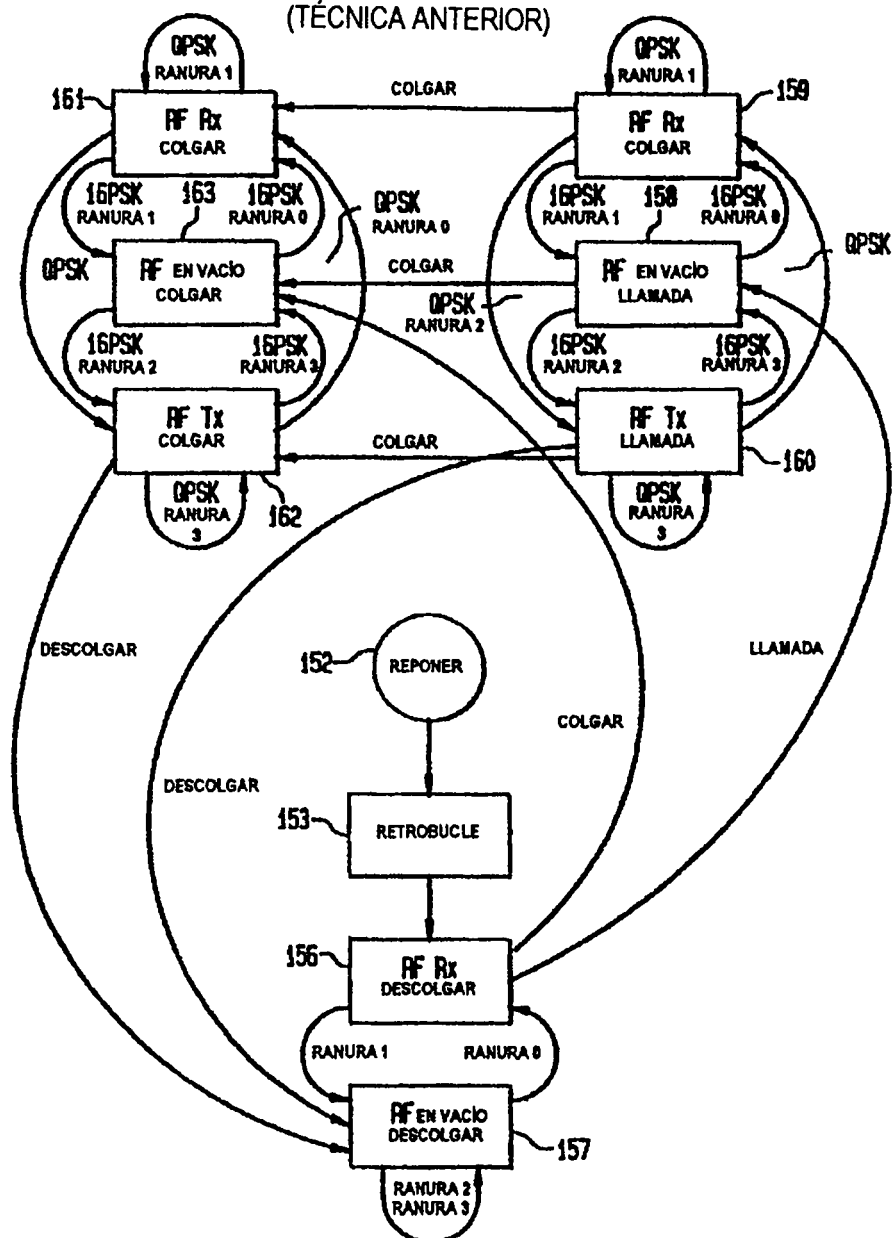 (TÉCNICA ANTERIOR)
QPSK
RANURA 1
QPSK
RANURA 1
161
RF Rx
COLGAR
COLGAR
RF Rx
COLGAR
159
16PSK
RANURA 1
163
16PSK
RANURA 0
QPSK
RANURA 0
16PSK
RANURA 1
158
16PSK
RANURA 0
QPSK
RF EN VACÍO
COLGAR
COLGAR
RF EN VACÍO
LLAMADA
QPSK
QPSK
RANURA 2
16PSK
RANURA 2
16PSK
RANURA 3
16PSK
RANURA 2
16PSK
RANURA 3
RF Tx
COLGAR
COLGAR
RF Tx
LLAMADA
160
QPSK
RANURA
3
162
QPSK
RANURA
3
DESCOLGAR
152
REPONER
LLAMADA
COLGAR
DESCOLGAR
153
RETROBUCLE
156
RF Rx
DESCOLGAR
RANURA 1
RANURA 0
RF EN VACÍO
DESCOLGAR
157
RANURA 2
RANURA 3